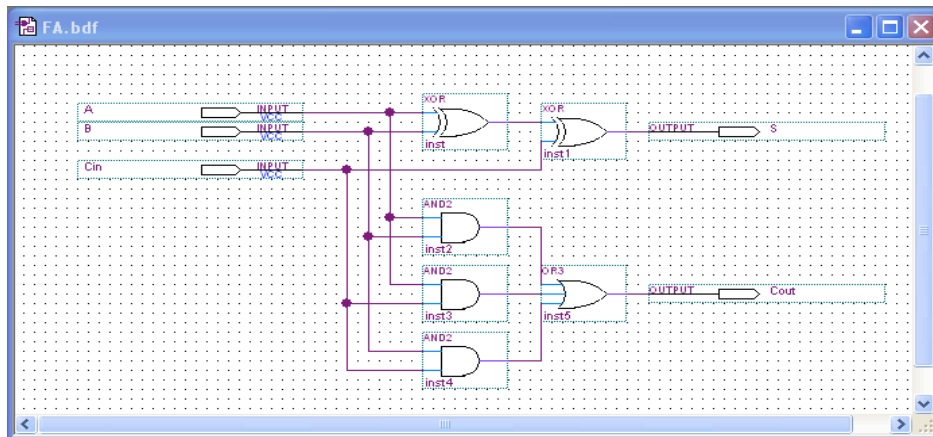 FA.bdf
A
INPUT
VCC
B
INPUT
VCC
Cin
INPUT
VCC
XOR
inst
XOR
inst1
OUTPUT
S
AND2
inst2
AND2
inst3
AND2
inst4
OR3
inst5
OUTPUT
Cout